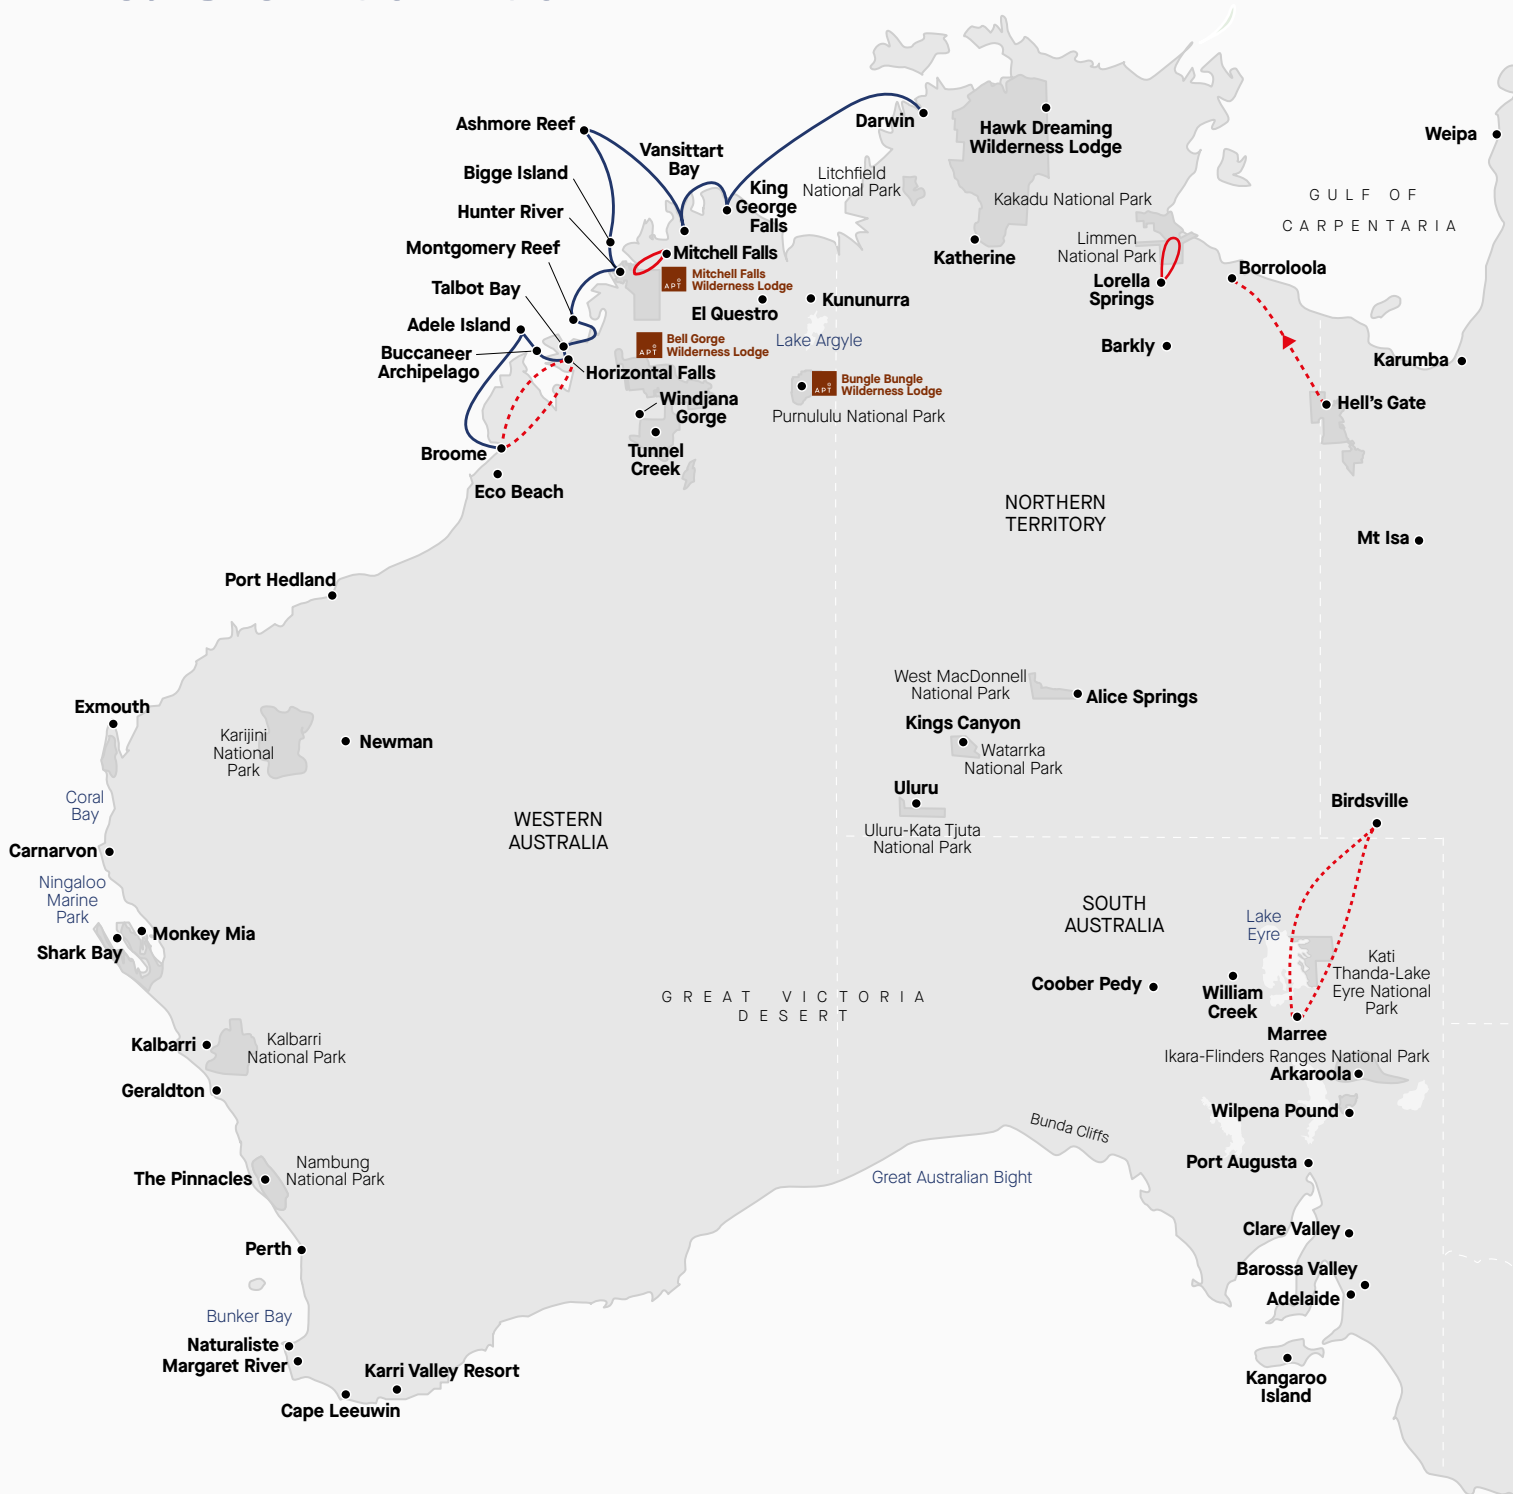 Ashmore Reef
Vansittart
Bay
Darwin
Hawk Dreaming
Wilderness Lodge
Weipa
Bigge Island
King
George
Falls
Litchfield
National Park
Kakadu National Park
GULF OF
CARPENTARIA
Hunter River
Montgomery Reef
Mitchell Falls
Katherine
Limmen
National Park
Talbot Bay
APT
Mitchell Falls
Wilderness Lodge
Lorella
Springs
Borroloola
Adele Island
El Questro
Kununurra
Buccaneer
Archipelago
APT
Bell Gorge
Wilderness Lodge
Lake Argyle
Barkly
Karumba
Horizontal Falls
APT
Bungle Bungle
Wilderness Lodge
Windjana
Gorge
Purnululu National Park
Hell's Gate
Broome
Tunnel
Creek
Eco Beach
NORTHERN
TERRITORY
Mt Isa
Port Hedland
West MacDonnell
National Park
Alice Springs
Exmouth
Karijini
National
Park
Newman
Kings Canyon
Watarrka
National Park
Coral
Bay
Uluru
Birdsville
WESTERN
AUSTRALIA
Uluru-Kata Tjuta
National Park
Carnarvon
Ningaloo
Marine
Park
Monkey Mia
Shark Bay
SOUTH
AUSTRALIA
Lake
Eyre
Kati
Thanda-Lake
Eyre National
Park
GREAT VICTORIA
DESERT
Coober Pedy
William
Creek
Marree
Kalbarri
Kalbarri
National Park
Ikara-Flinders Ranges National Park
Arkaroola
Geraldton
Wilpena Pound
Bunda Cliffs
The Pinnacles
Nambung
National Park
Great Australian Bight
Port Augusta
Perth
Clare Valley
Barossa Valley
Adelaide
Bunker Bay
Naturaliste
Margaret River
Karri Valley Resort
Cape Leeuwin
Kangaroo
Island